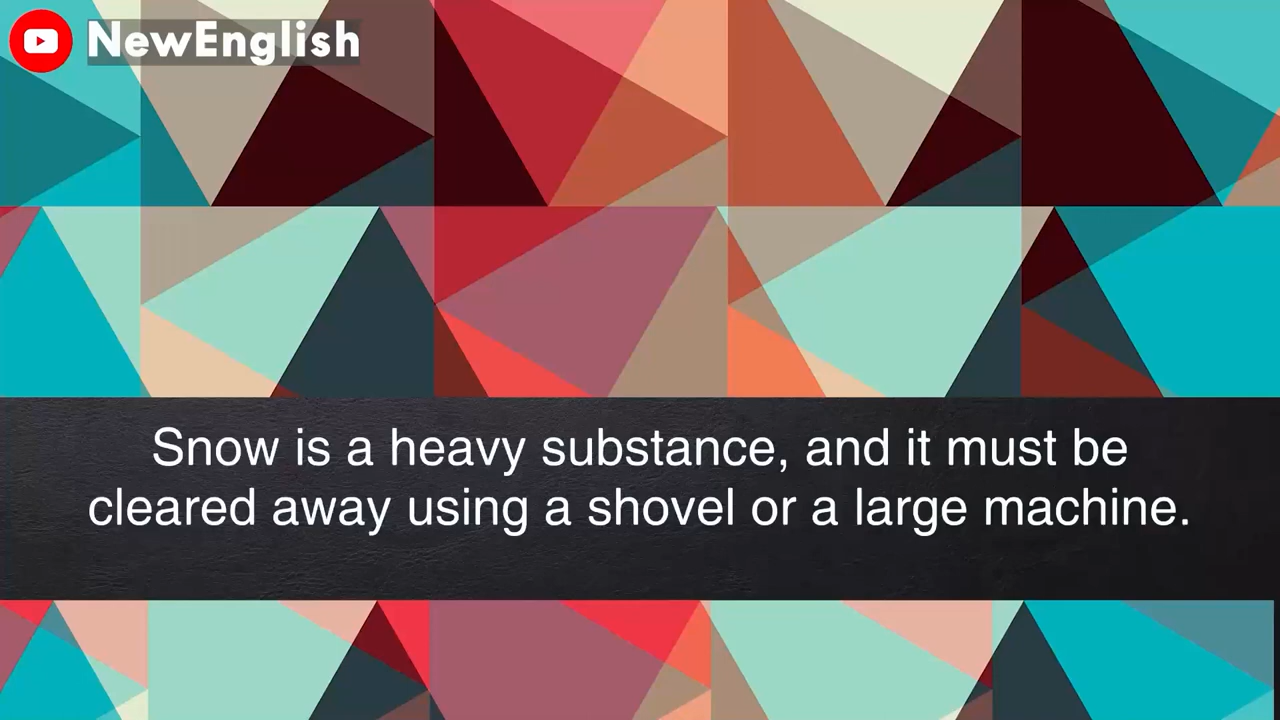 NewEnglish
Snow is a heavy substance, and it must be
cleared away using a shovel or a large machine.